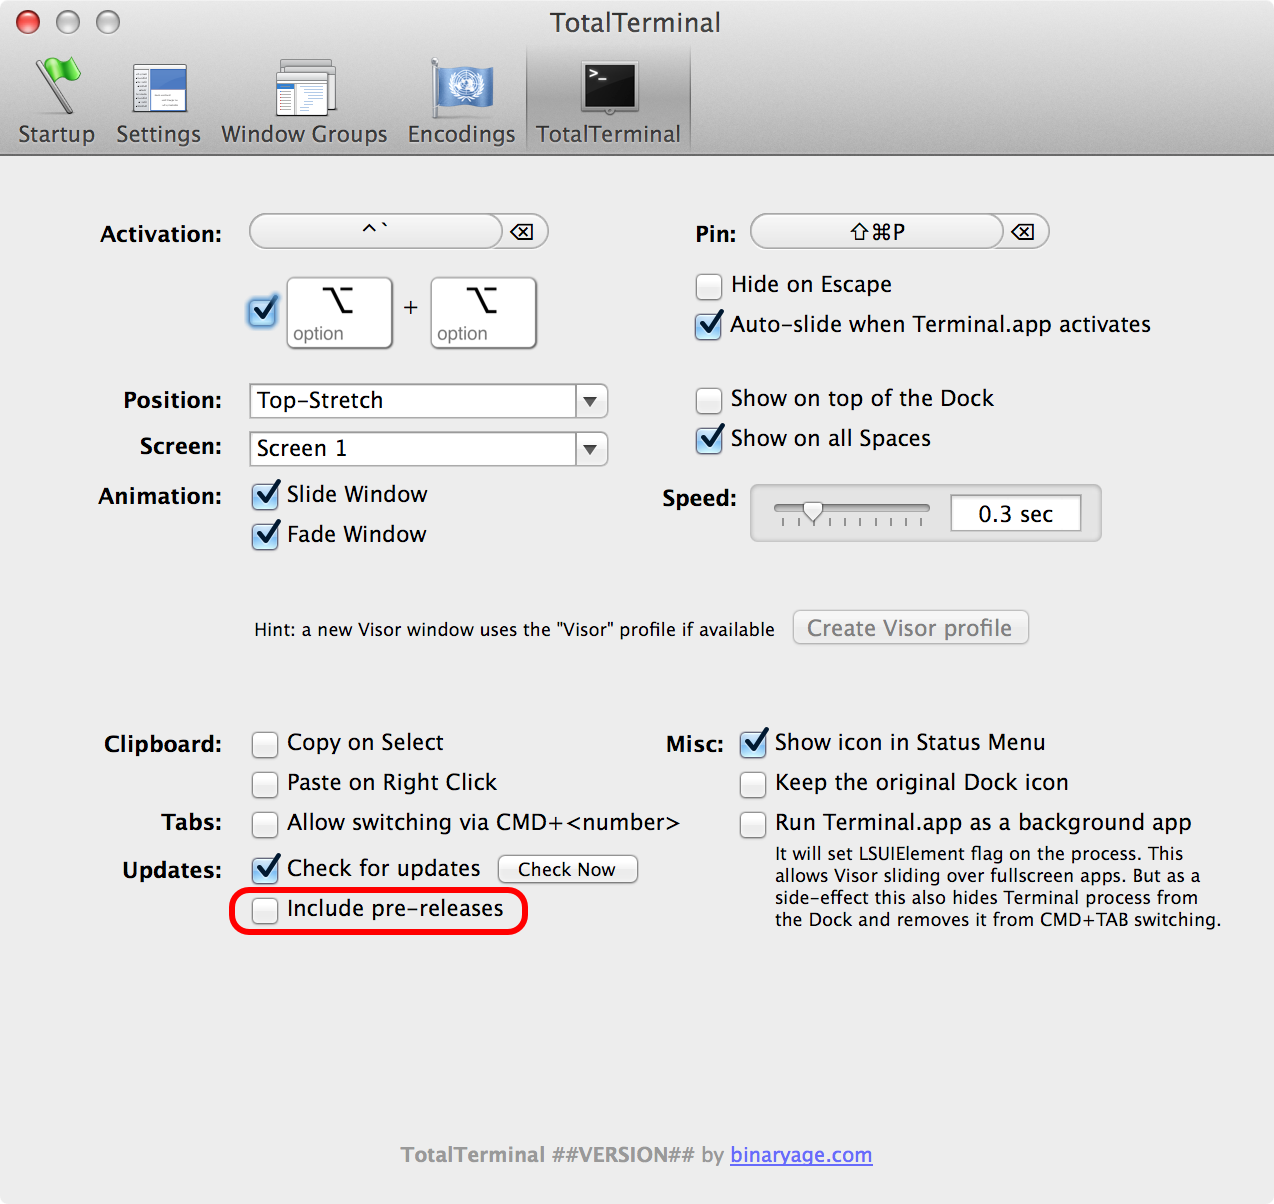 TotalTerminal
>_
Startup Settings Window Groups Encodings TotalTerminal
Activation: ^` ⌫ Pin: ⇧⌘P ⌫
Hide on Escape
⌥ option + ⌥ option
Auto-slide when Terminal.app activates
Position: Top-Stretch Show on top of the Dock
Screen: Screen 1 Show on all Spaces
Animation: Slide Window Speed: 0.3 sec
Fade Window
Hint: a new Visor window uses the "Visor" profile if available Create Visor profile
Clipboard: Copy on Select Misc: Show icon in Status Menu
Paste on Right Click Keep the original Dock icon
Tabs: Allow switching via CMD+<number> Run Terminal.app as a background app
It will set LSUIElement flag on the process. This
Updates: Check for updates Check Now allows Visor sliding over fullscreen apps. But as a
side-effect this also hides Terminal process from
Include pre-releases the Dock and removes it from CMD+TAB switching.
TotalTerminal ##VERSION## by binaryage.com